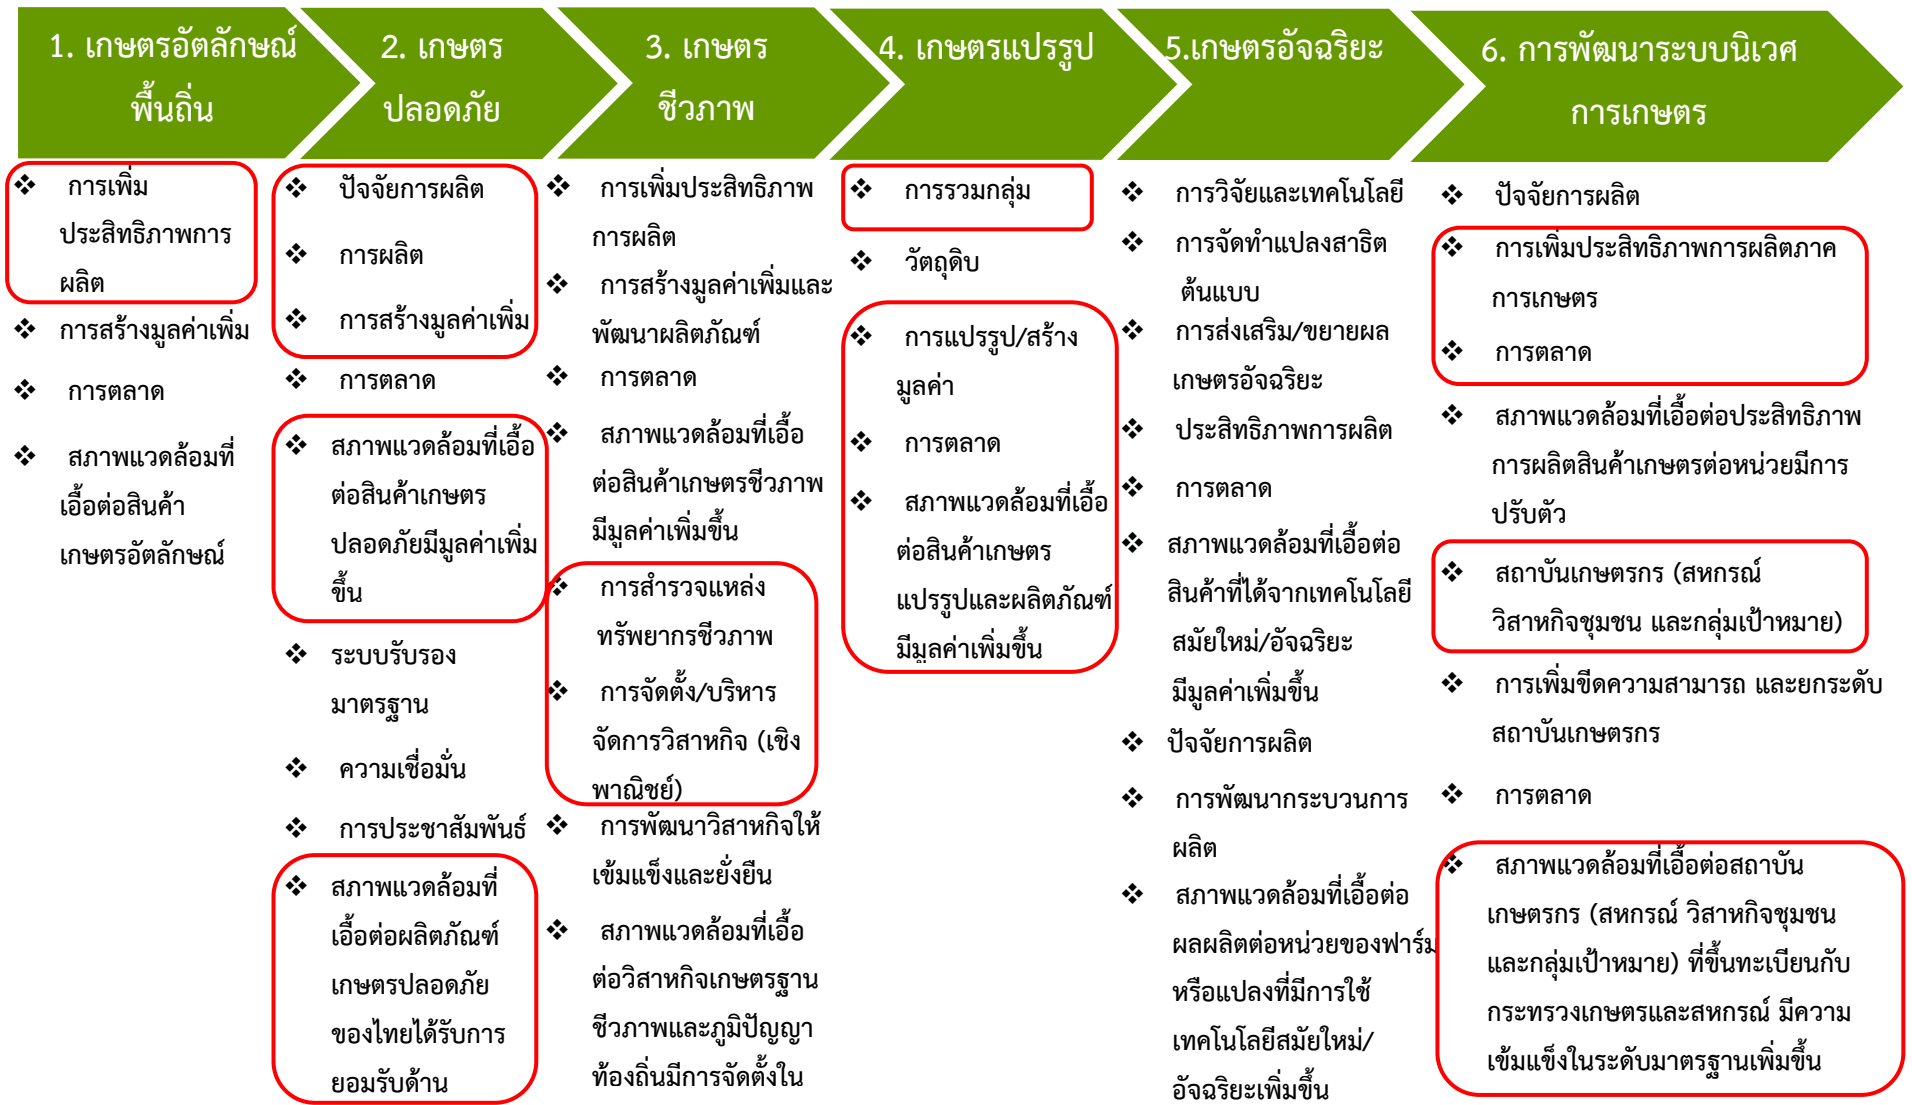 1. เกษตรอัตลักษณ์
พื้นถิ่น
2. เกษตร
ปลอดภัย
3. เกษตร
ชีวภาพ
4. เกษตรแปรรูป
5.เกษตรอัจฉริยะ
6. การพัฒนาระบบนิเวศ
การเกษตร
❖ การเพิ่ม
ประสิทธิภาพการ
ผลิต
❖ การสร้างมูลค่าเพิ่ม
❖ การตลาด
❖ สภาพแวดล้อมที่
เอื้อต่อสินค้า
เกษตรอัตลักษณ์
❖ ปัจจัยการผลิต
❖ การผลิต
❖ การสร้างมูลค่าเพิ่ม
❖ การตลาด
❖ สภาพแวดล้อมที่เอื้อ
ต่อสินค้าเกษตร
ปลอดภัยมีมูลค่าเพิ่ม
ขึ้น
❖ ระบบรับรอง
มาตรฐาน
❖ ความเชื่อมั่น
❖ การประชาสัมพันธ์
❖ สภาพแวดล้อมที่
เอื้อต่อผลิตภัณฑ์
เกษตรปลอดภัย
ของไทยได้รับการ
ยอมรับด้าน
❖ การเพิ่มประสิทธิภาพ
การผลิต
❖ การสร้างมูลค่าเพิ่มและ
พัฒนาผลิตภัณฑ์
❖ การตลาด
❖ สภาพแวดล้อมที่เอื้อ
ต่อสินค้าเกษตรชีวภาพ
มีมูลค่าเพิ่มขึ้น
❖ การสำรวจแหล่ง
ทรัพยากรชีวภาพ
❖ การจัดตั้ง/บริหาร
จัดการวิสาหกิจ (เชิง
พาณิชย์)
❖ การพัฒนาวิสาหกิจให้
เข้มแข็งและยั่งยืน
❖ สภาพแวดล้อมที่เอื้อ
ต่อวิสาหกิจเกษตรฐาน
ชีวภาพและภูมิปัญญา
ท้องถิ่นมีการจัดตั้งใน
❖ การรวมกลุ่ม
❖ วัตถุดิบ
❖ การแปรรูป/สร้าง
มูลค่า
❖ การตลาด
❖ สภาพแวดล้อมที่เอื้อ
ต่อสินค้าเกษตร
แปรรูปและผลิตภัณฑ์
มีมูลค่าเพิ่มขึ้น
❖ การวิจัยและเทคโนโลยี
❖ การจัดทำแปลงสาธิต
ต้นแบบ
❖ การส่งเสริม/ขยายผล
เกษตรอัจฉริยะ
❖ ประสิทธิภาพการผลิต
❖ การตลาด
❖ สภาพแวดล้อมที่เอื้อต่อ
สินค้าที่ได้จากเทคโนโลยี
สมัยใหม่/อัจฉริยะ
มีมูลค่าเพิ่มขึ้น
❖ ปัจจัยการผลิต
❖ การพัฒนากระบวนการ
ผลิต
❖ สภาพแวดล้อมที่เอื้อต่อ
ผลผลิตต่อหน่วยของฟาร์ม
หรือแปลงที่มีการใช้
เทคโนโลยีสมัยใหม่/
อัจฉริยะเพิ่มขึ้น
❖ ปัจจัยการผลิต
❖ การเพิ่มประสิทธิภาพการผลิตภาค
การเกษตร
❖ การตลาด
❖ สภาพแวดล้อมที่เอื้อต่อประสิทธิภาพ
การผลิตสินค้าเกษตรต่อหน่วยมีการ
ปรับตัว
❖ สถาบันเกษตรกร (สหกรณ์
วิสาหกิจชุมชน และกลุ่มเป้าหมาย)
❖ การเพิ่มขีดความสามารถ และยกระดับ
สถาบันเกษตรกร
❖ การตลาด
❖ สภาพแวดล้อมที่เอื้อต่อสถาบัน
เกษตรกร (สหกรณ์ วิสาหกิจชุมชน
และกลุ่มเป้าหมาย) ที่ขึ้นทะเบียนกับ
กระทรวงเกษตรและสหกรณ์ มีความ
เข้มแข็งในระดับมาตรฐานเพิ่มขึ้น